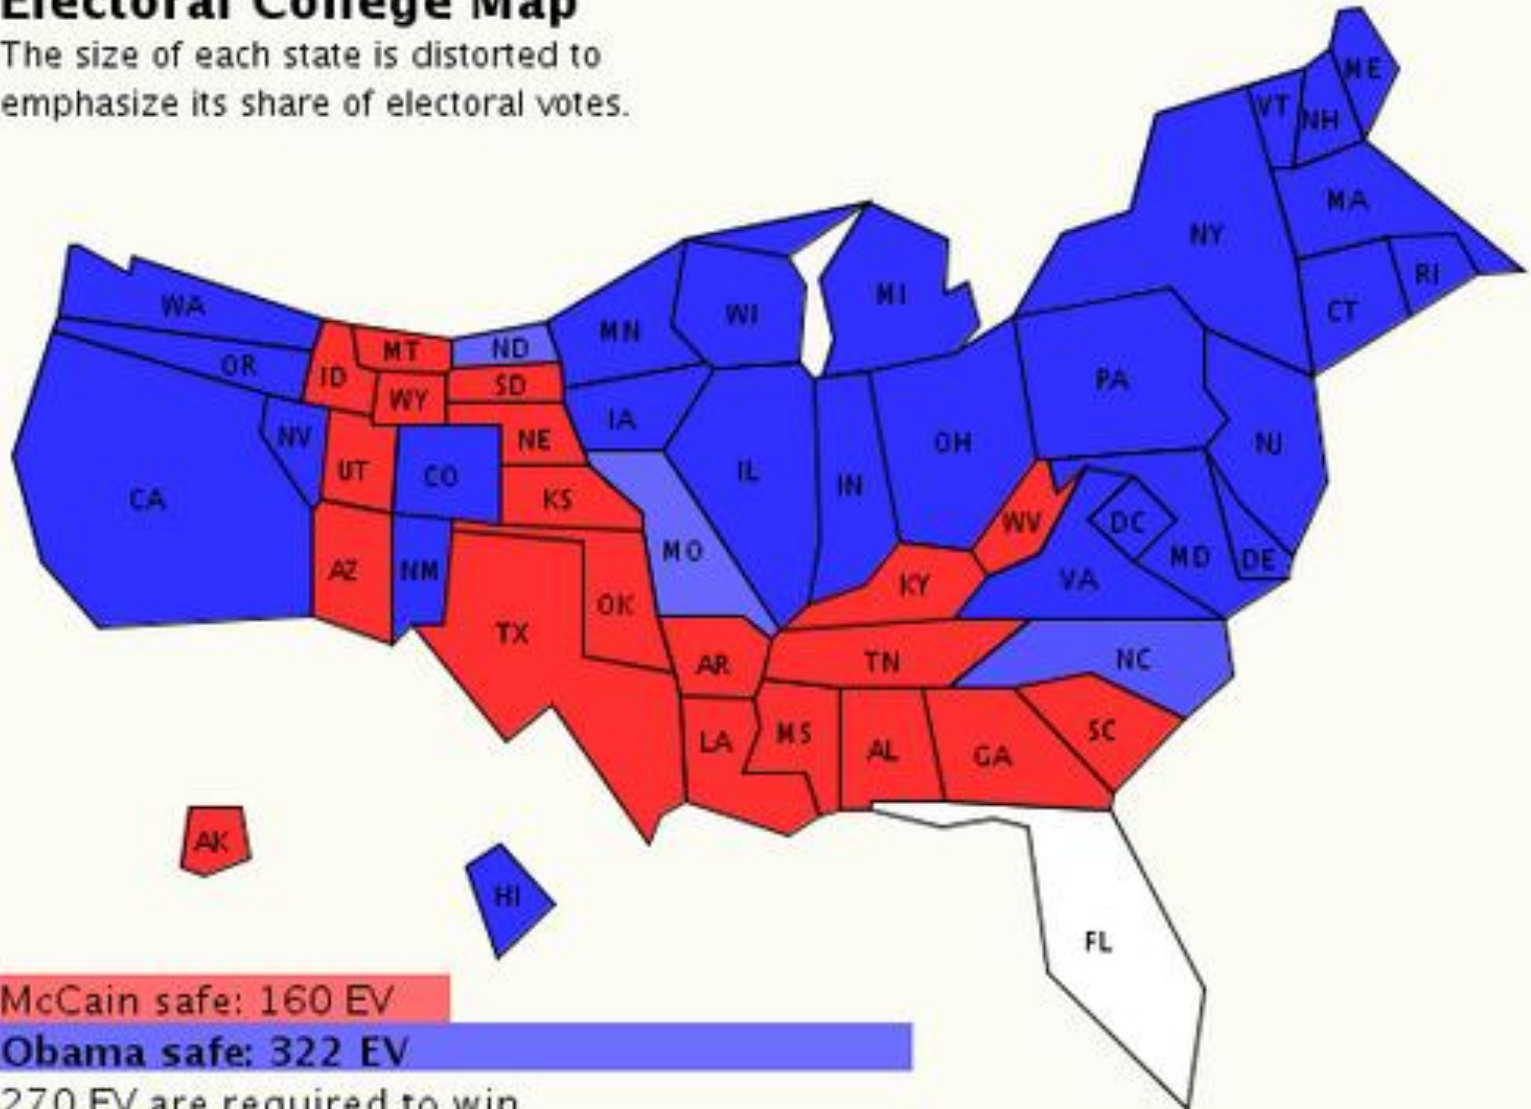 Electoral College Map
The size of each state is distorted to
emphasize its share of electoral votes.
ME
VT
NH
MA
NY
RI
CT
WA
MI
WI
MN
OR
MT
ND
ID
SD
WY
PA
IA
NV
NE
OH
NJ
UT
CO
IL
IN
CA
KS
WV
DC
MO
MD
DE
AZ
NM
VA
KY
OK
TX
AR
TN
NC
LA
MS
AL
GA
SC
AK
HI
FL
McCain safe: 160 EV
Obama safe: 322 EV
270 EV are required to win